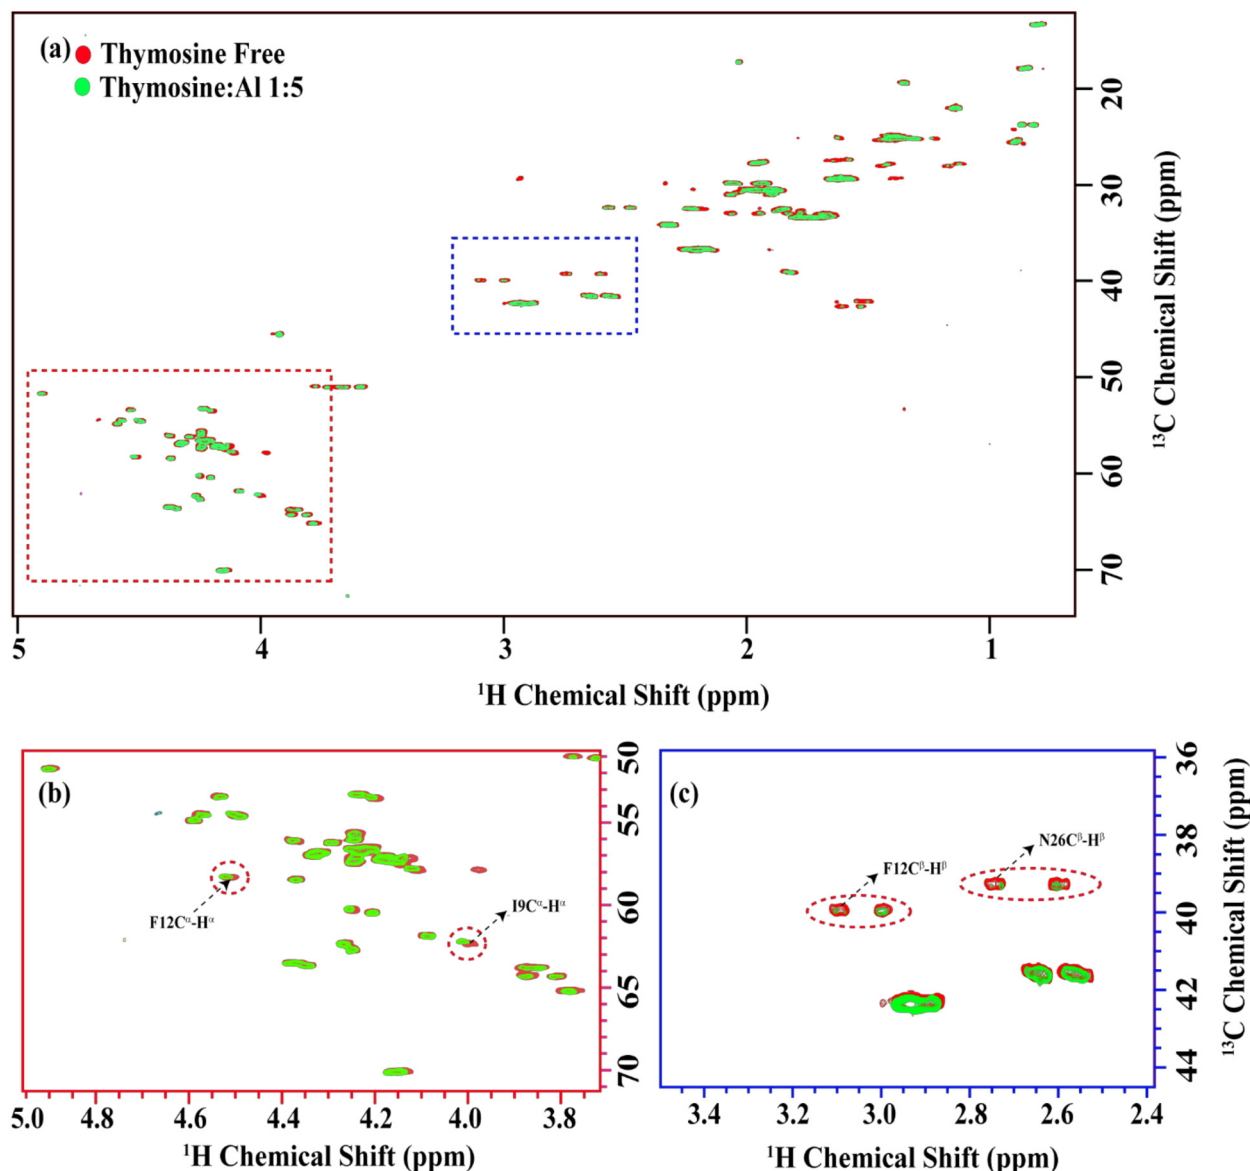 (a)
Thymosine Free
Thymosine:Al 1:5
20
30
40
50
60
70
¹³C Chemical Shift (ppm)
5 4 3 2 1
¹H Chemical Shift (ppm)
(b)
F12Cᵅ-Hᵅ
I9Cᵅ-Hᵅ
50
55
60
65
70
5.0 4.8 4.6 4.4 4.2 4.0 3.8
¹H Chemical Shift (ppm)
(c)
N26Cᵝ-Hᵝ
F12Cᵝ-Hᵝ
36
38
40
42
44
¹³C Chemical Shift (ppm)
3.4 3.2 3.0 2.8 2.6 2.4
¹H Chemical Shift (ppm)